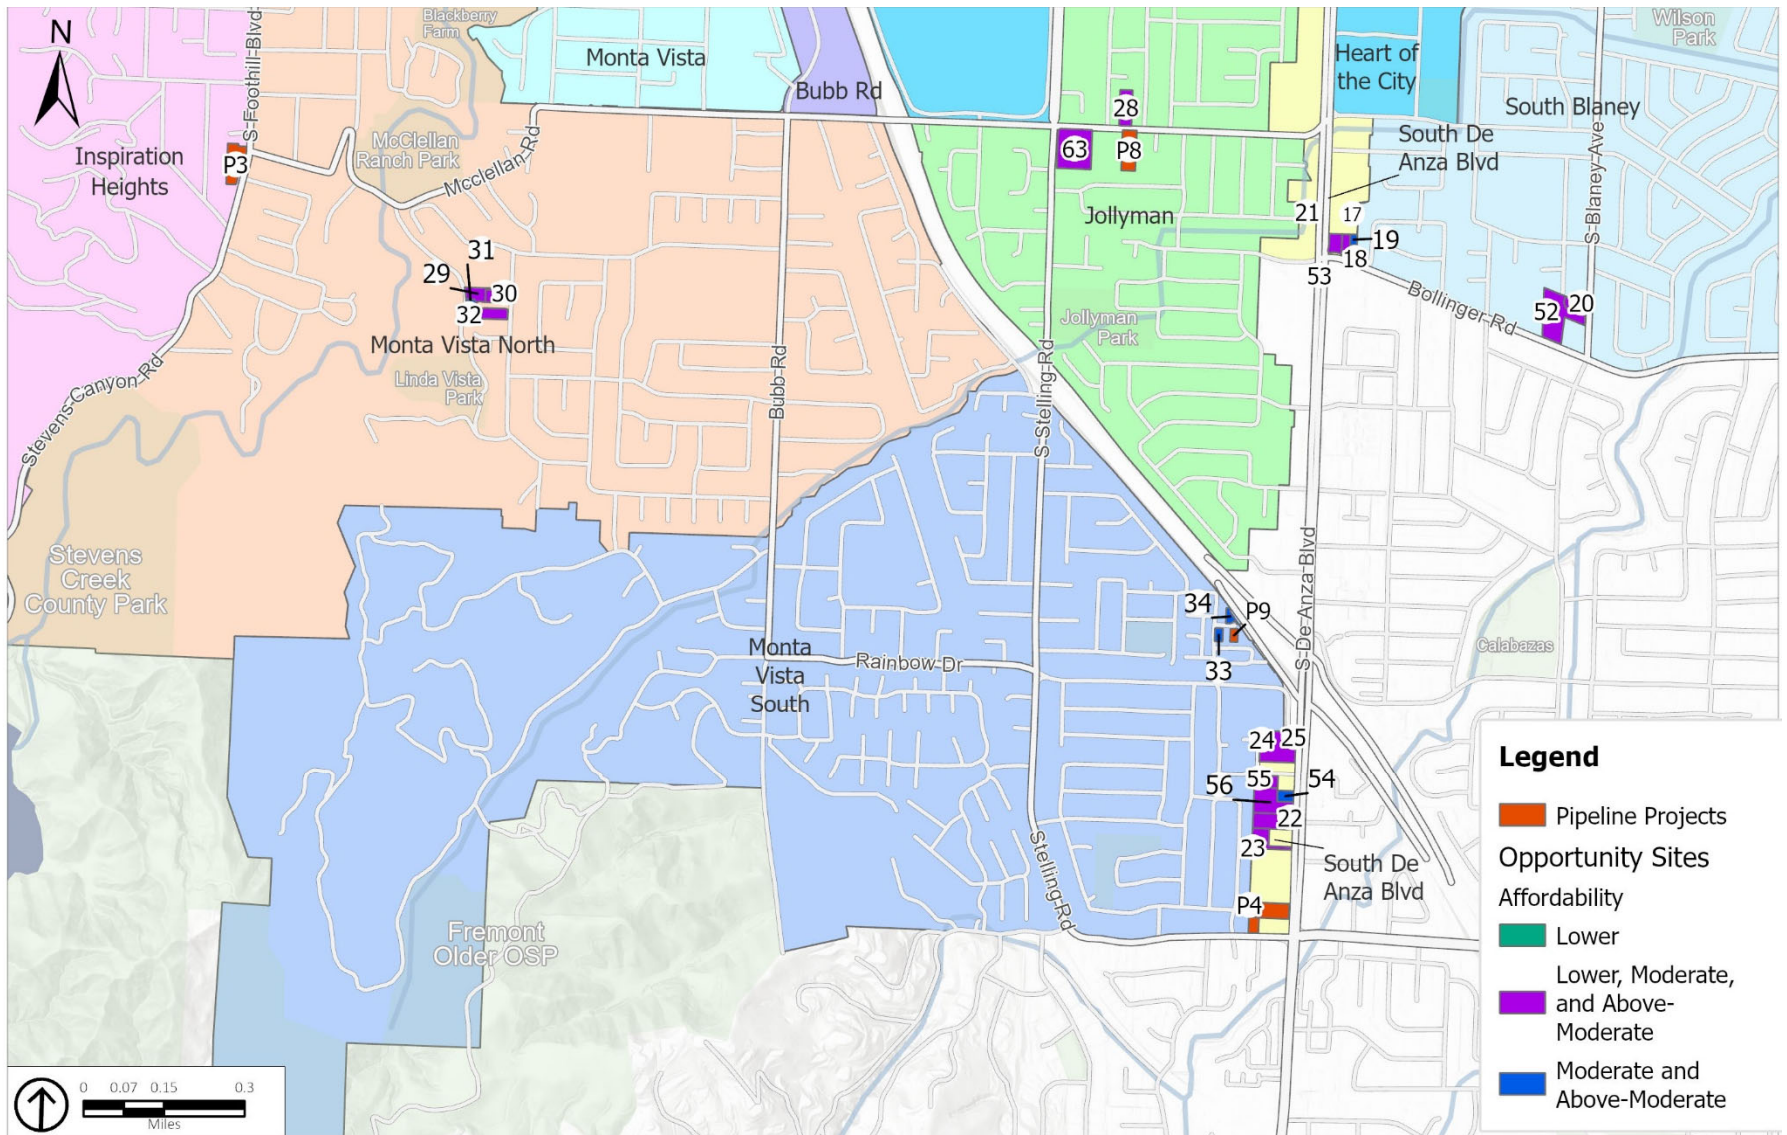 N
S Foothill Blvd
Blackberry
Farm
Monta Vista
Bubb Rd
Heart of
the City
Wilson
Park
South Blaney
S Blaney Ave
28
63
P8
South De
Anza Blvd
McClellan
Ranch Park
Mcclellan Rd
Inspiration
Heights
P3
Jollyman
21
17
19
18
53
31
29
30
32
Bollinger Rd
52
20
Jollyman
Park
Monta Vista North
Linda Vista
Park
Stevens Canyon Rd
Bubb Rd
S Stelling Rd
Stevens
Creek
County Park
S De Anza Blvd
34
P9
33
Calabazas
Monta
Vista
South
Rainbow Dr
24
25
55
54
56
22
23
South De
Anza Blvd
Stelling Rd
P4
Fremont
Older OSP
Legend
Pipeline Projects
Opportunity Sites
Affordability
Lower
Lower, Moderate,
and Above-
Moderate
Moderate and
Above-Moderate
0 0.07 0.15 0.3
Miles